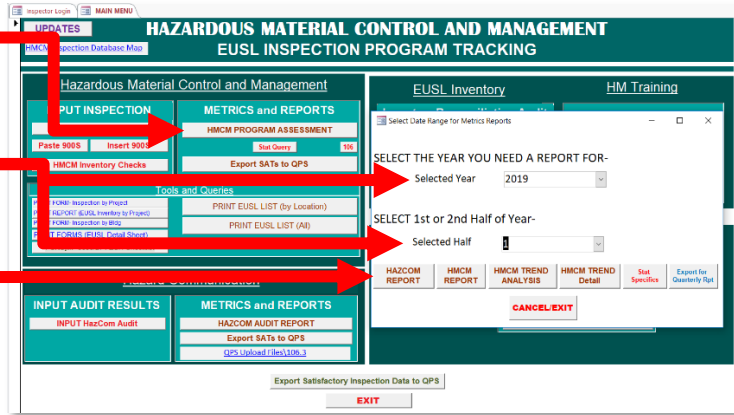 Inspector Login
MAIN MENU
UPDATES
HAZARDOUS MATERIAL CONTROL AND MANAGEMENT
HMCM Inspection Database Map
EUSL INSPECTION PROGRAM TRACKING
Hazardous Material Control and Management
INPUT INSPECTION
METRICS and REPORTS
HMCM PROGRAM ASSESSMENT
Paste 900S
Insert 900S
Stat Query
106
HMCM Inventory Checks
Export SATs to QPS
Tools and Queries
FORM- Inspection by Project
REPORT (EUSL Inventory by Project)
FORM- Inspection by Bldg
FORMS (EUSL Detail Sheet)
PRINT EUSL LIST (by Location)
PRINT EUSL LIST (All)
INPUT AUDIT RESULTS
METRICS and REPORTS
INPUT HazCom Audit
HAZCOM AUDIT REPORT
Export SATs to QPS
QPS Upload Files\106.3
EUSL Inventory
HM Training
Select Date Range for Metrics Reports
SELECT THE YEAR YOU NEED A REPORT FOR-
Selected Year
2019
SELECT 1st or 2nd Half of Year-
Selected Half
1
HAZCOM REPORT
HMCM REPORT
HMCM TREND ANALYSIS
HMCM TREND Detail
Stat Specifics
Export for Quarterly Rpt
CANCEL/EXIT
Export Satisfactory Inspection Data to QPS
EXIT